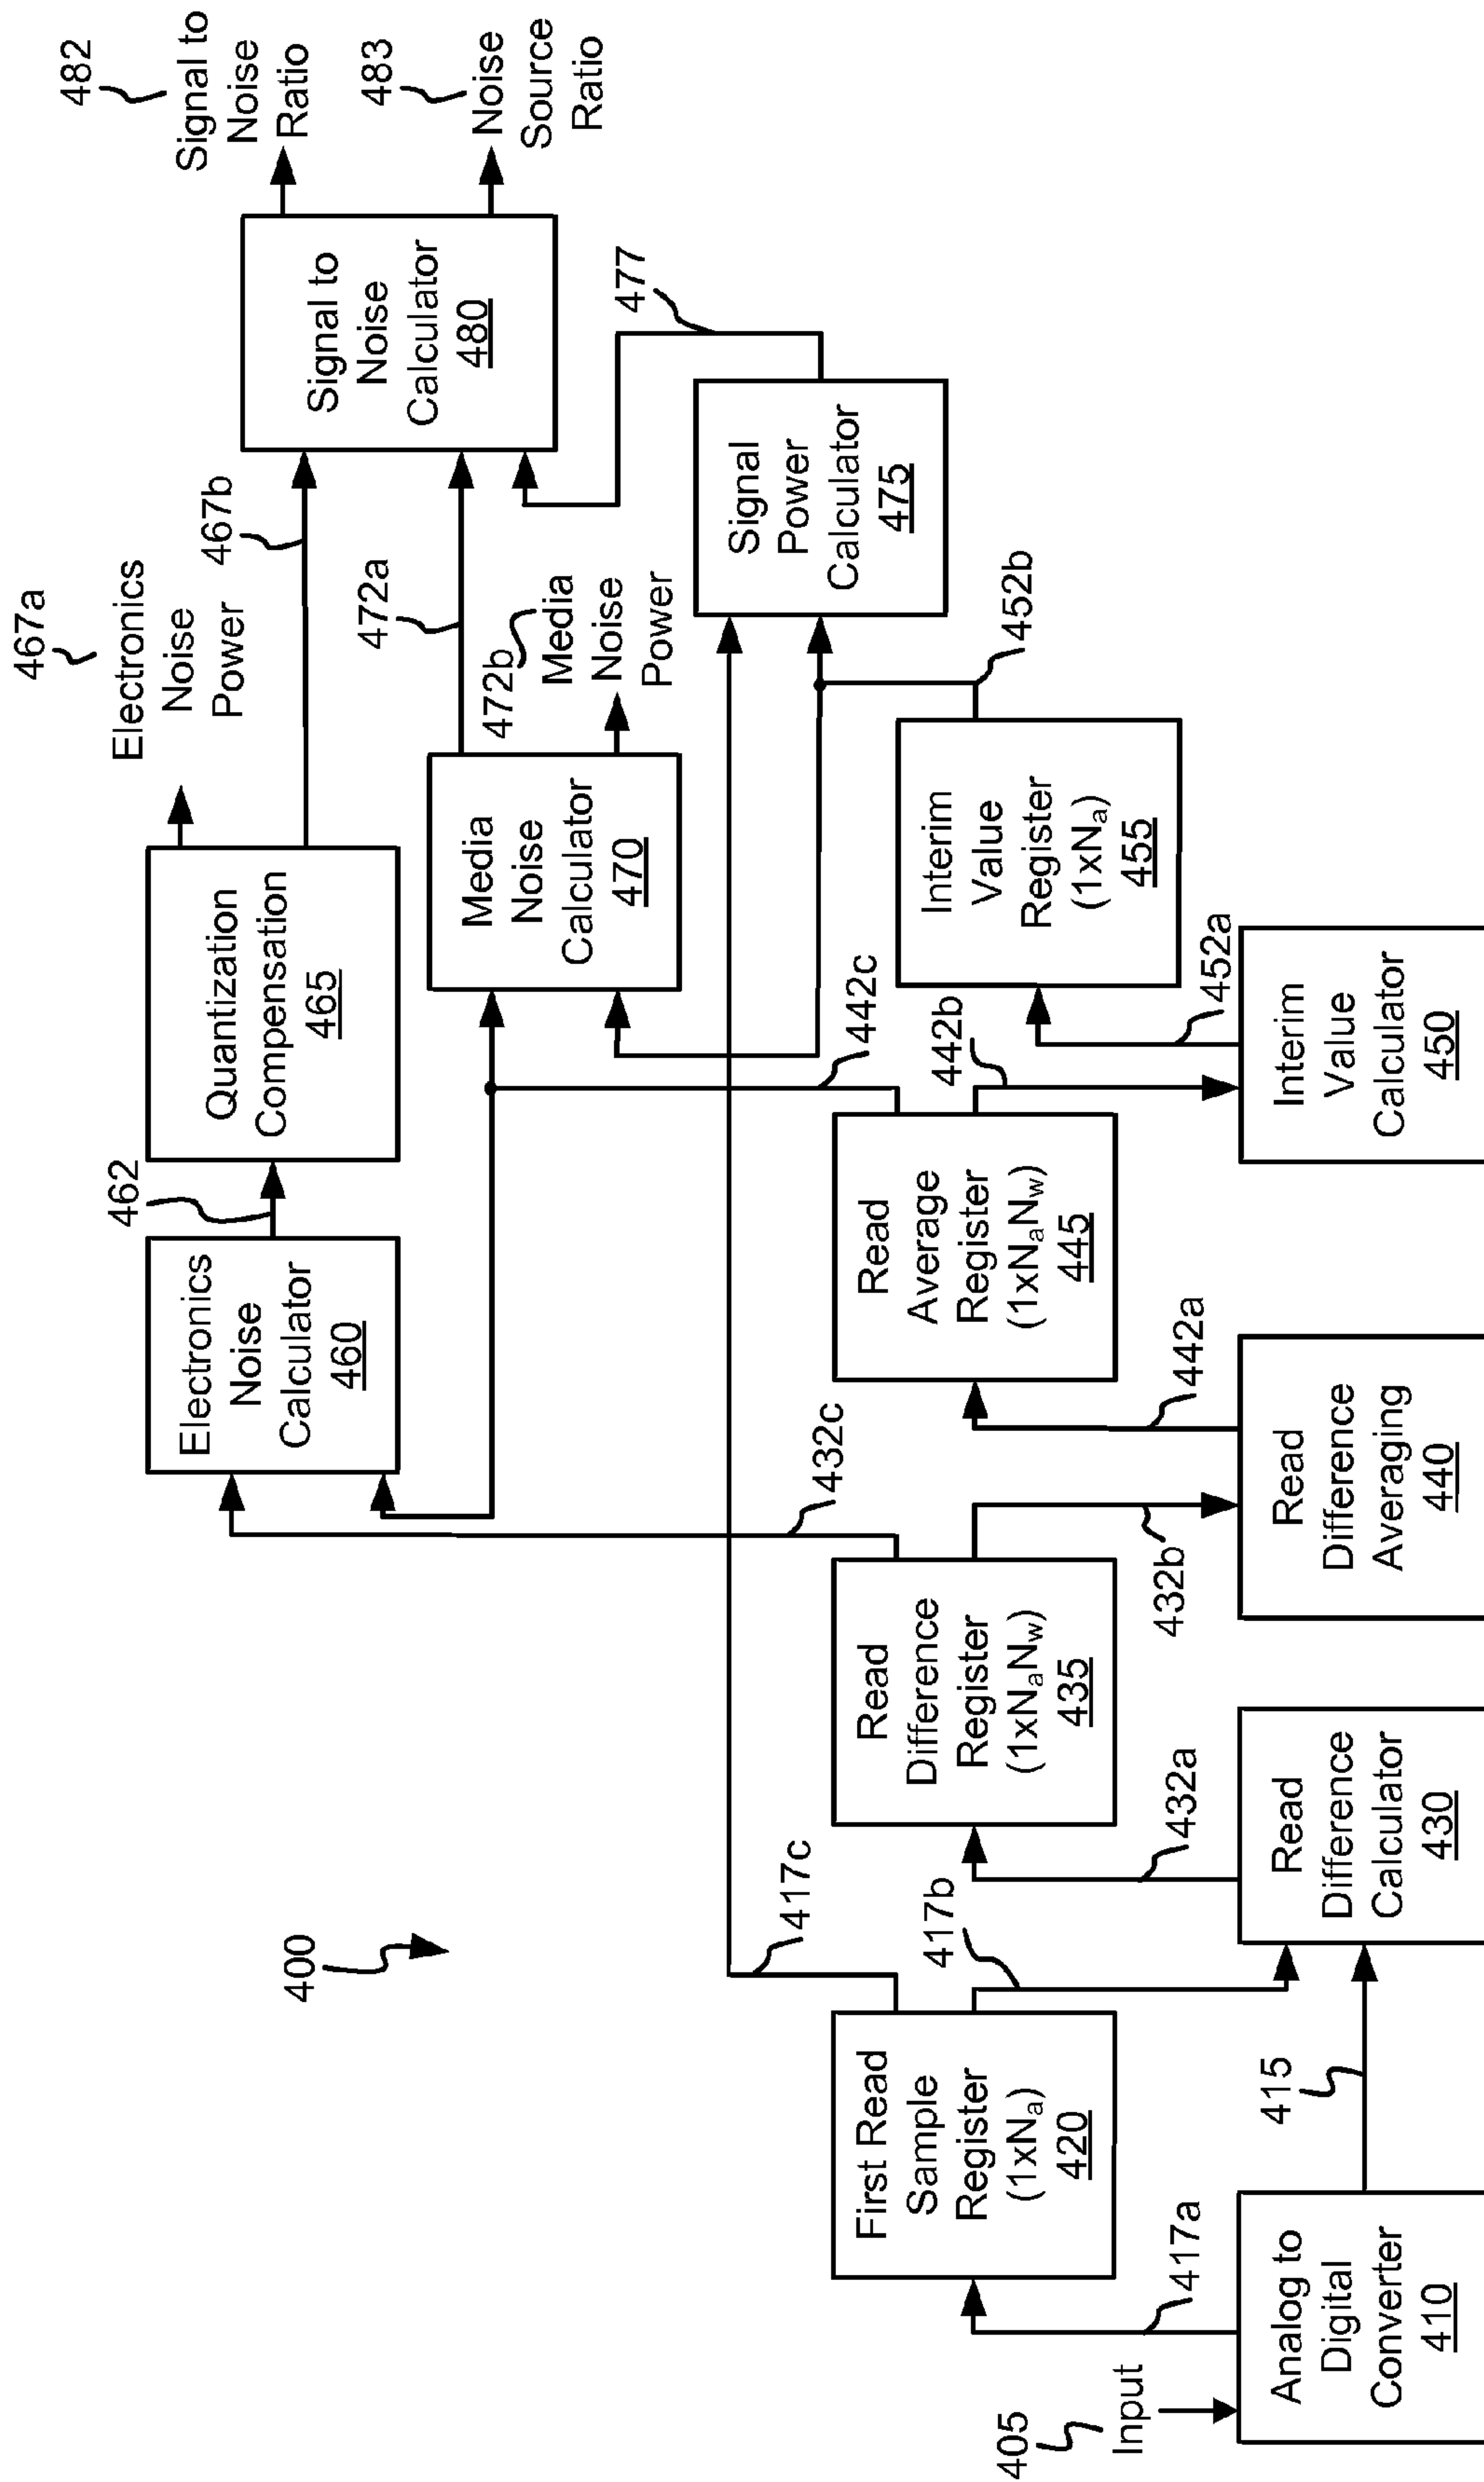 400
467a
Electronics
Noise
Power
482
Signal to
Noise
Ratio
483
Noise
Source
Ratio
Electronics
Noise
Calculator
460
462
Quantization
Compensation
465
467b
Signal to
Noise
Calculator
480
472a
472b
Media
Noise
Power
Media
Noise
Calculator
470
477
Signal
Power
Calculator
475
417c
432c
442c
452b
First Read
Sample
Register
(1xNₐ)
420
417b
Read
Difference
Register
(1xNₐN_w)
435
432b
Read
Average
Register
(1xNₐN_w)
445
442b
Interim
Value
Register
(1xNₐ)
455
405
Input
417a
415
432a
442a
452a
Analog to
Digital
Converter
410
Read
Difference
Calculator
430
Read
Difference
Averaging
440
Interim
Value
Calculator
450